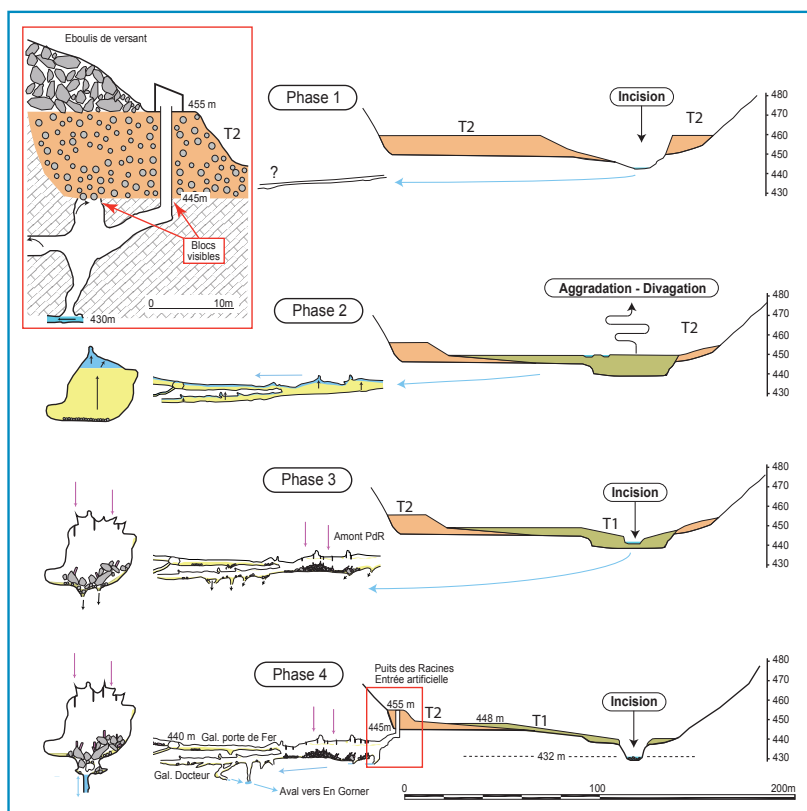 Eboulis de versant
455 m
T2
445m
Blocs
visibles
0 10m
430m
Phase 1
?
T2
Incision
T2
480
470
460
450
440
430
Phase 2
Aggradation - Divagation
T2
480
470
460
450
440
430
Phase 3
Amont PdR
T2
Incision
T1
480
470
460
450
440
430
Phase 4
Puits des Racines
Entrée artificielle
455 m
445m
T2
448 m
T1
Incision
432 m
440 m
Gal. porte de Fer
Gal. Docteur
Aval vers En Gorner
480
470
460
450
440
430
0 100 200m